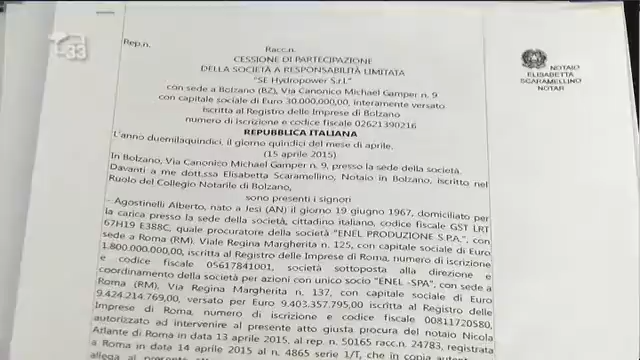 33
Rep.n.
Racc.n.
CESSIONE DI PARTECIPAZIONE
DELLA SOCIETÀ A RESPONSABILITÀ LIMITATA
"SE Hydropower S.r.l."
con sede a Bolzano (BZ), Via Canonico Michael Gamper n. 9
con capitale sociale di Euro 30.000.000,00, interamente versato
iscritta al Registro delle Imprese di Bolzano
numero di iscrizione e codice fiscale 02621390216
REPUBBLICA ITALIANA
L'anno duemilaquindici, il giorno quindici del mese di aprile.
(15 aprile 2015)
In Bolzano, Via Canonico Michael Gamper n. 9, presso la sede della società.
Davanti a me dott.ssa Elisabetta Scaramellino, Notaio in Bolzano, iscritto nel
Ruolo del Collegio Notarile di Bolzano,
sono presenti i signori
- Agostinelli Alberto, nato a Jesi (AN) il giorno 19 giugno 1967, domiciliato per
la carica presso la sede della società, cittadino italiano, codice fiscale GST LRT
67H19 E388C, quale procuratore della società "ENEL PRODUZIONE S.P.A.", con
sede a Roma (RM), Viale Regina Margherita n. 125, con capitale sociale di Euro
1.800.000.000,00, iscritta al Registro delle Imprese di Roma, numero di iscrizione
e codice fiscale 05617841001, società sottoposta alla direzione e
coordinamento della società per azioni con unico socio "ENEL -SPA", con sede a
Roma (RM), Via Regina Margherita n. 137, con capitale sociale di Euro
9.424.214.769,00, versato per Euro 9.403.357.795,00 iscritta al Registro delle
Imprese di Roma, numero di iscrizione e codice fiscale 00811720580,
autorizzato ad intervenire al presente atto giusta procura del notaio Nicola
Atlante di Roma in data 13 aprile 2015, al rep. n. 50165 racc.n. 24783, registrata
a Roma in data 14 aprile 2015 al n. 4865 serie 1/T, che in copia
NOTAIO
ELISABETTA
SCARAMELLINO
NOTAR